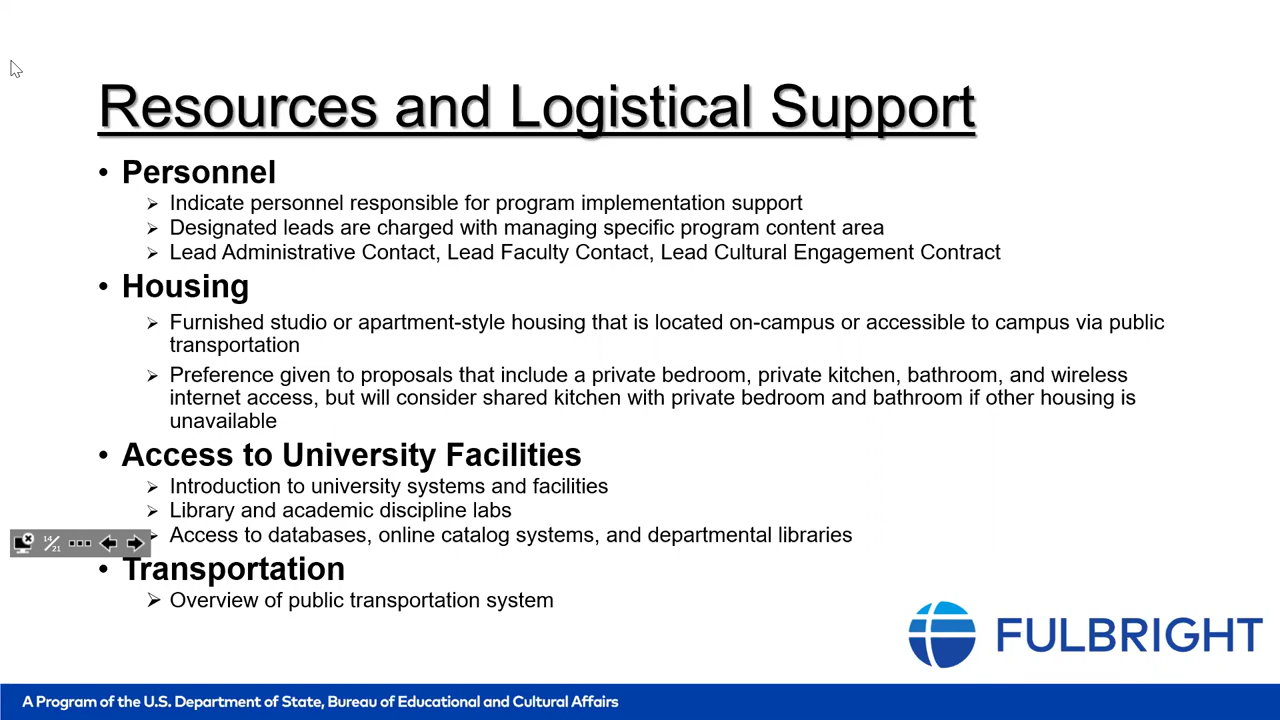 Resources and Logistical Support
• Personnel
➢ Indicate personnel responsible for program implementation support
➢ Designated leads are charged with managing specific program content area
➢ Lead Administrative Contact, Lead Faculty Contact, Lead Cultural Engagement Contract
• Housing
➢ Furnished studio or apartment-style housing that is located on-campus or accessible to campus via public
transportation
➢ Preference given to proposals that include a private bedroom, private kitchen, bathroom, and wireless
internet access, but will consider shared kitchen with private bedroom and bathroom if other housing is
unavailable
• Access to University Facilities
➢ Introduction to university systems and facilities
➢ Library and academic discipline labs
Access to databases, online catalog systems, and departmental libraries
14/21
• Transportation
➢ Overview of public transportation system
FULBRIGHT
A Program of the U.S. Department of State, Bureau of Educational and Cultural Affairs